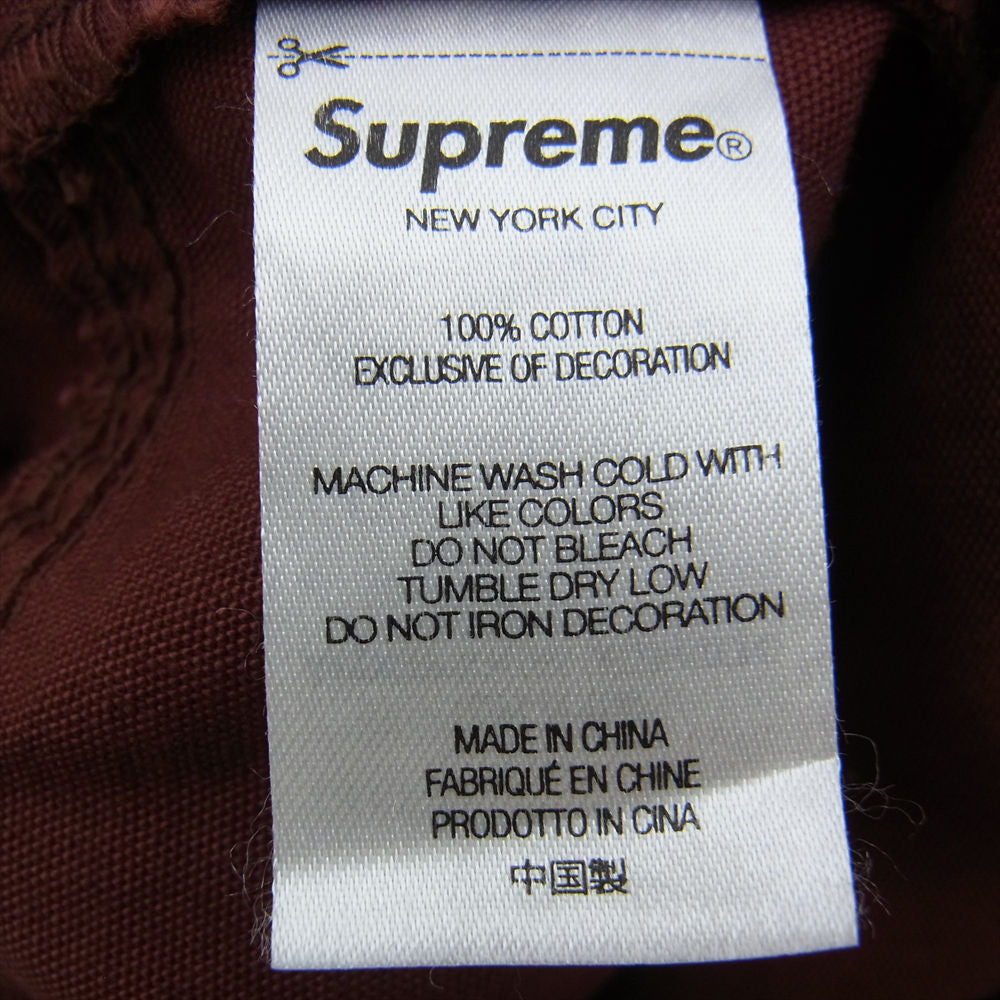 Supreme®
NEW YORK CITY
100% COTTON
EXCLUSIVE OF DECORATION
MACHINE WASH COLD WITH
LIKE COLORS
DO NOT BLEACH
TUMBLE DRY LOW
DO NOT IRON DECORATION
MADE IN CHINA
FABRIQUÉ EN CHINE
PRODOTTO IN CINA
中国製